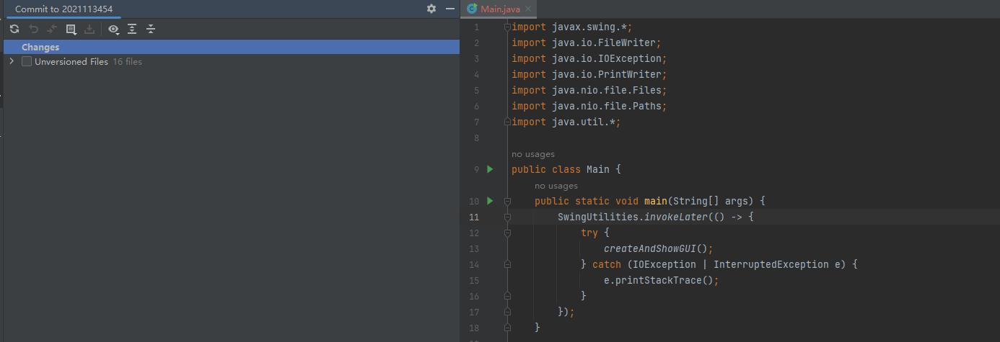 Commit to 2021113454
Changes
Unversioned Files 16 files
Main.java
1 import javax.swing.*;
2 import java.io.FileWriter;
3 import java.io.IOException;
4 import java.io.PrintWriter;
5 import java.nio.file.Files;
6 import java.nio.file.Paths;
7 import java.util.*;
8
no usages
9 public class Main {
no usages
10 public static void main(String[] args) {
11 SwingUtilities.invokeLater(() -> {
12 try {
13 createAndShowGUI();
14 } catch (IOException | InterruptedException e) {
15 e.printStackTrace();
16 }
17 });
18 }